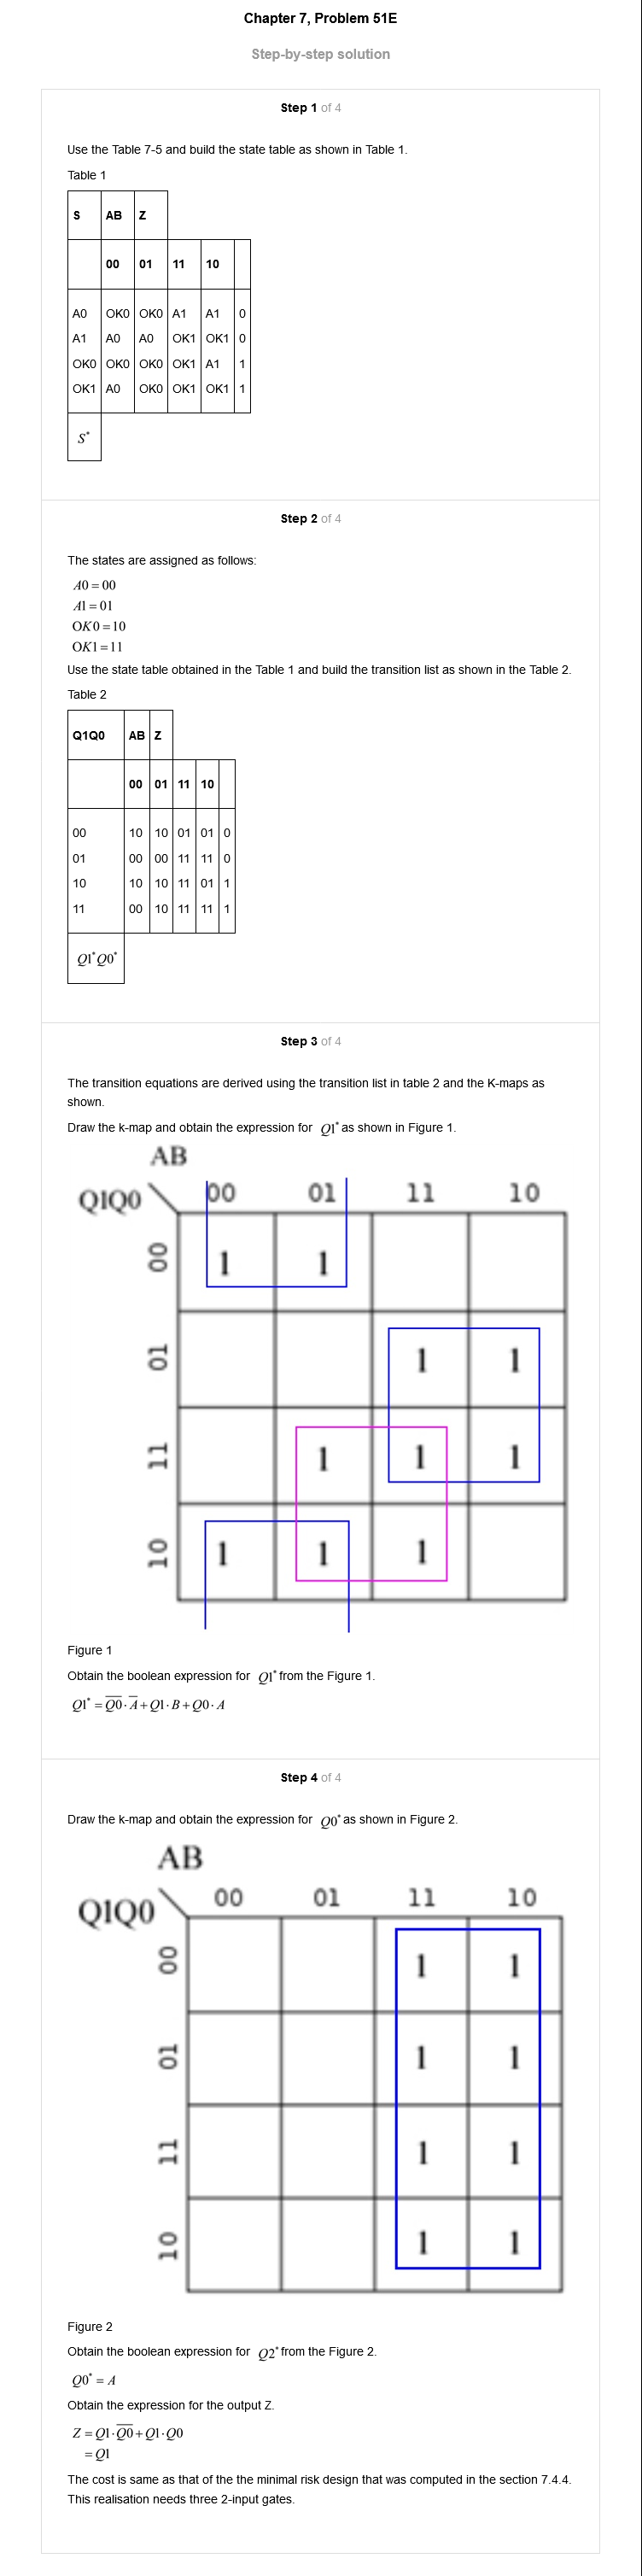 Chapter 7, Problem 51E
Step-by-step solution
Step 1 of 4
Use the Table 7-5 and build the state table as shown in Table 1.
Table 1
S AB Z
00 01 11 10
A0 OK0 OK0 A1 A1 0
A1 A0 A0 OK1 OK1 0
OK0 OK0 OK0 OK1 A1 1
OK1 A0 OK0 OK1 OK1 1
S*
Step 2 of 4
The states are assigned as follows:
A0 = 00
A1 = 01
OK0 = 10
OK1 = 11
Use the state table obtained in the Table 1 and build the transition list as shown in the Table 2.
Table 2
Q1Q0 AB Z
00 01 11 10
00 10 10 01 01 0
01 00 00 11 11 0
10 10 10 11 01 1
11 00 10 11 11 1
Q1*Q0*
Step 3 of 4
The transition equations are derived using the transition list in table 2 and the K-maps as
shown.
Draw the k-map and obtain the expression for Q1* as shown in Figure 1.
AB
Q1Q0 00 01 11 10
00 1 1
01 1 1
11 1 1 1
10 1 1 1
Figure 1
Obtain the boolean expression for Q1* from the Figure 1.
Q1* = Q̅0̅·A̅ + Q1·B + Q0·A
Step 4 of 4
Draw the k-map and obtain the expression for Q0* as shown in Figure 2.
AB
Q1Q0 00 01 11 10
00 1 1
01 1 1
11 1 1
10 1 1
Figure 2
Obtain the boolean expression for Q2* from the Figure 2.
Q0* = A
Obtain the expression for the output Z.
Z = Q1·Q̅0̅ + Q1·Q0
= Q1
The cost is same as that of the the minimal risk design that was computed in the section 7.4.4.
This realisation needs three 2-input gates.